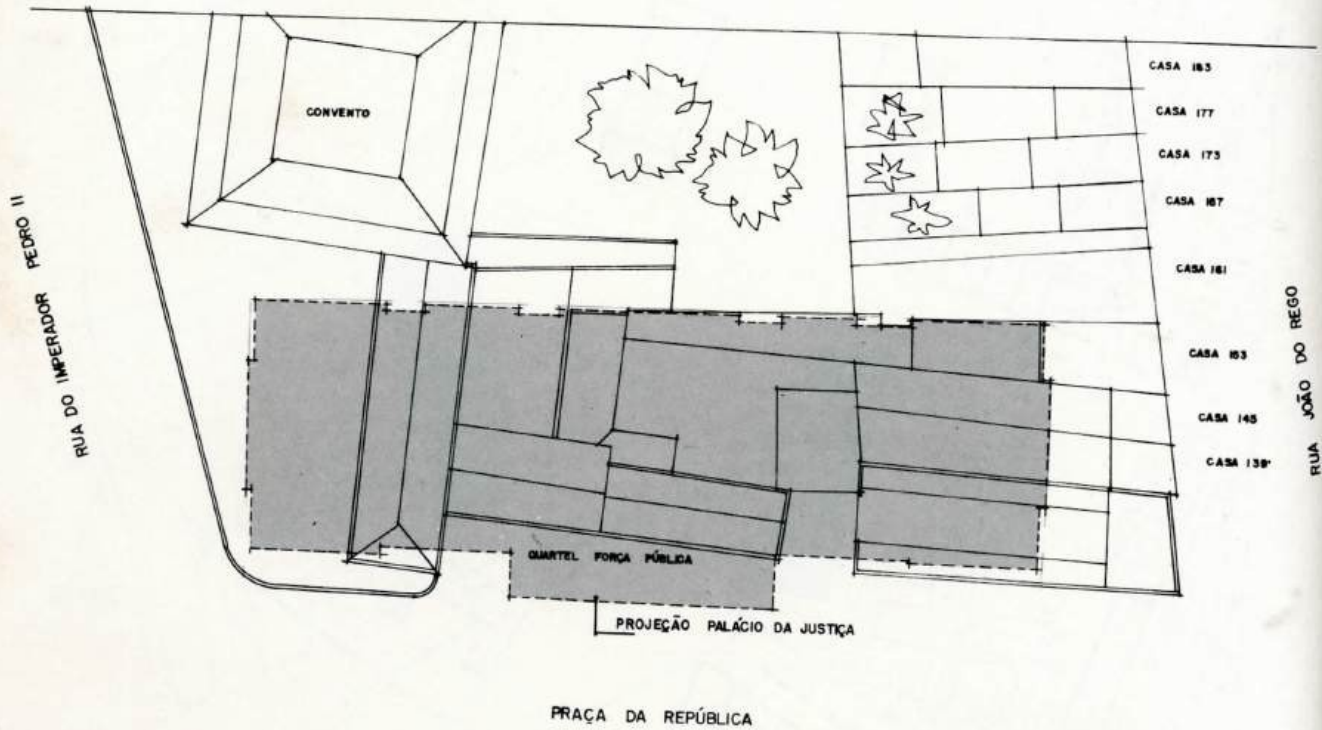 CONVENTO
CASA 183
CASA 177
CASA 173
CASA 167
CASA 161
CASA 153
CASA 145
CASA 139'
RUA DO IMPERADOR PEDRO II
RUA JOÃO DO REGO
QUARTEL FORÇA PÚBLICA
PROJEÇÃO PALÁCIO DA JUSTIÇA
PRAÇA DA REPÚBLICA